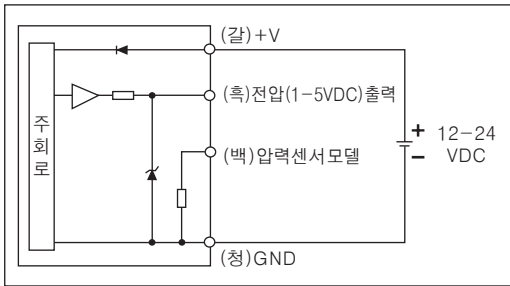 (갈)+V
(흑)전압(1-5VDC)출력
주회로
(백)압력센서모델
+ 12-24
- VDC
(청)GND